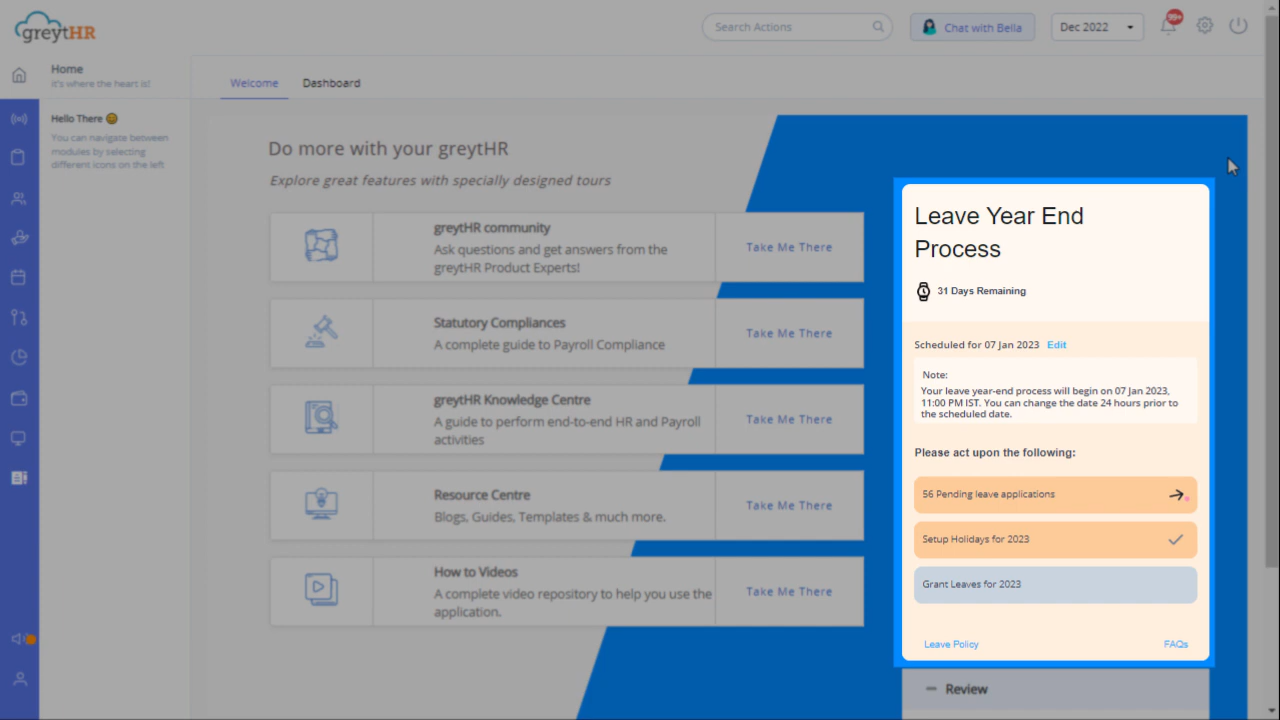 greytHR
Search Actions
Chat with Bella
Dec 2022
99+
Home
It's where the heart is!
Hello There
You can navigate between
modules by selecting
different icons on the left
Welcome
Dashboard
Do more with your greytHR
Explore great features with specially designed tours
greytHR community
Ask questions and get answers from the
greytHR Product Experts!
Take Me There
Statutory Compliances
A complete guide to Payroll Compliance
Take Me There
greytHR Knowledge Centre
A guide to perform end-to-end HR and Payroll
activities
Take Me There
Resource Centre
Blogs, Guides, Templates & much more.
Take Me There
How to Videos
A complete video repository to help you use the
application.
Take Me There
Leave Year End
Process
31 Days Remaining
Scheduled for 07 Jan 2023 Edit
Note:
Your leave year-end process will begin on 07 Jan 2023,
11:00 PM IST. You can change the date 24 hours prior to
the scheduled date.
Please act upon the following:
56 Pending leave applications
Setup Holidays for 2023
Grant Leaves for 2023
Leave Policy
FAQs
Review